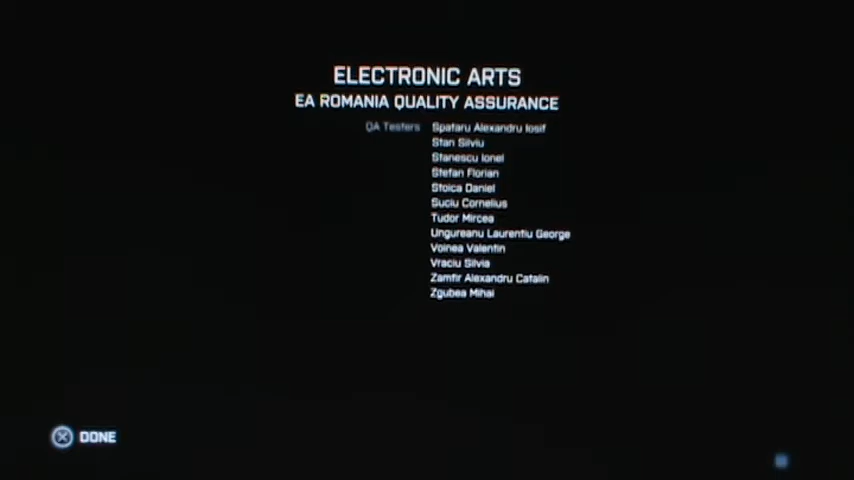 ELECTRONIC ARTS
EA ROMANIA QUALITY ASSURANCE
QA Testers Spataru Alexandru Iosif
Stan Silviu
Stanescu Ionel
Stefan Florian
Stoica Daniel
Suciu Cornelius
Tudor Mircea
Ungureanu Laurentiu George
Voinea Valentin
Vraciu Silvia
Zamfir Alexandru Catalin
Zgubea Mihai
DONE